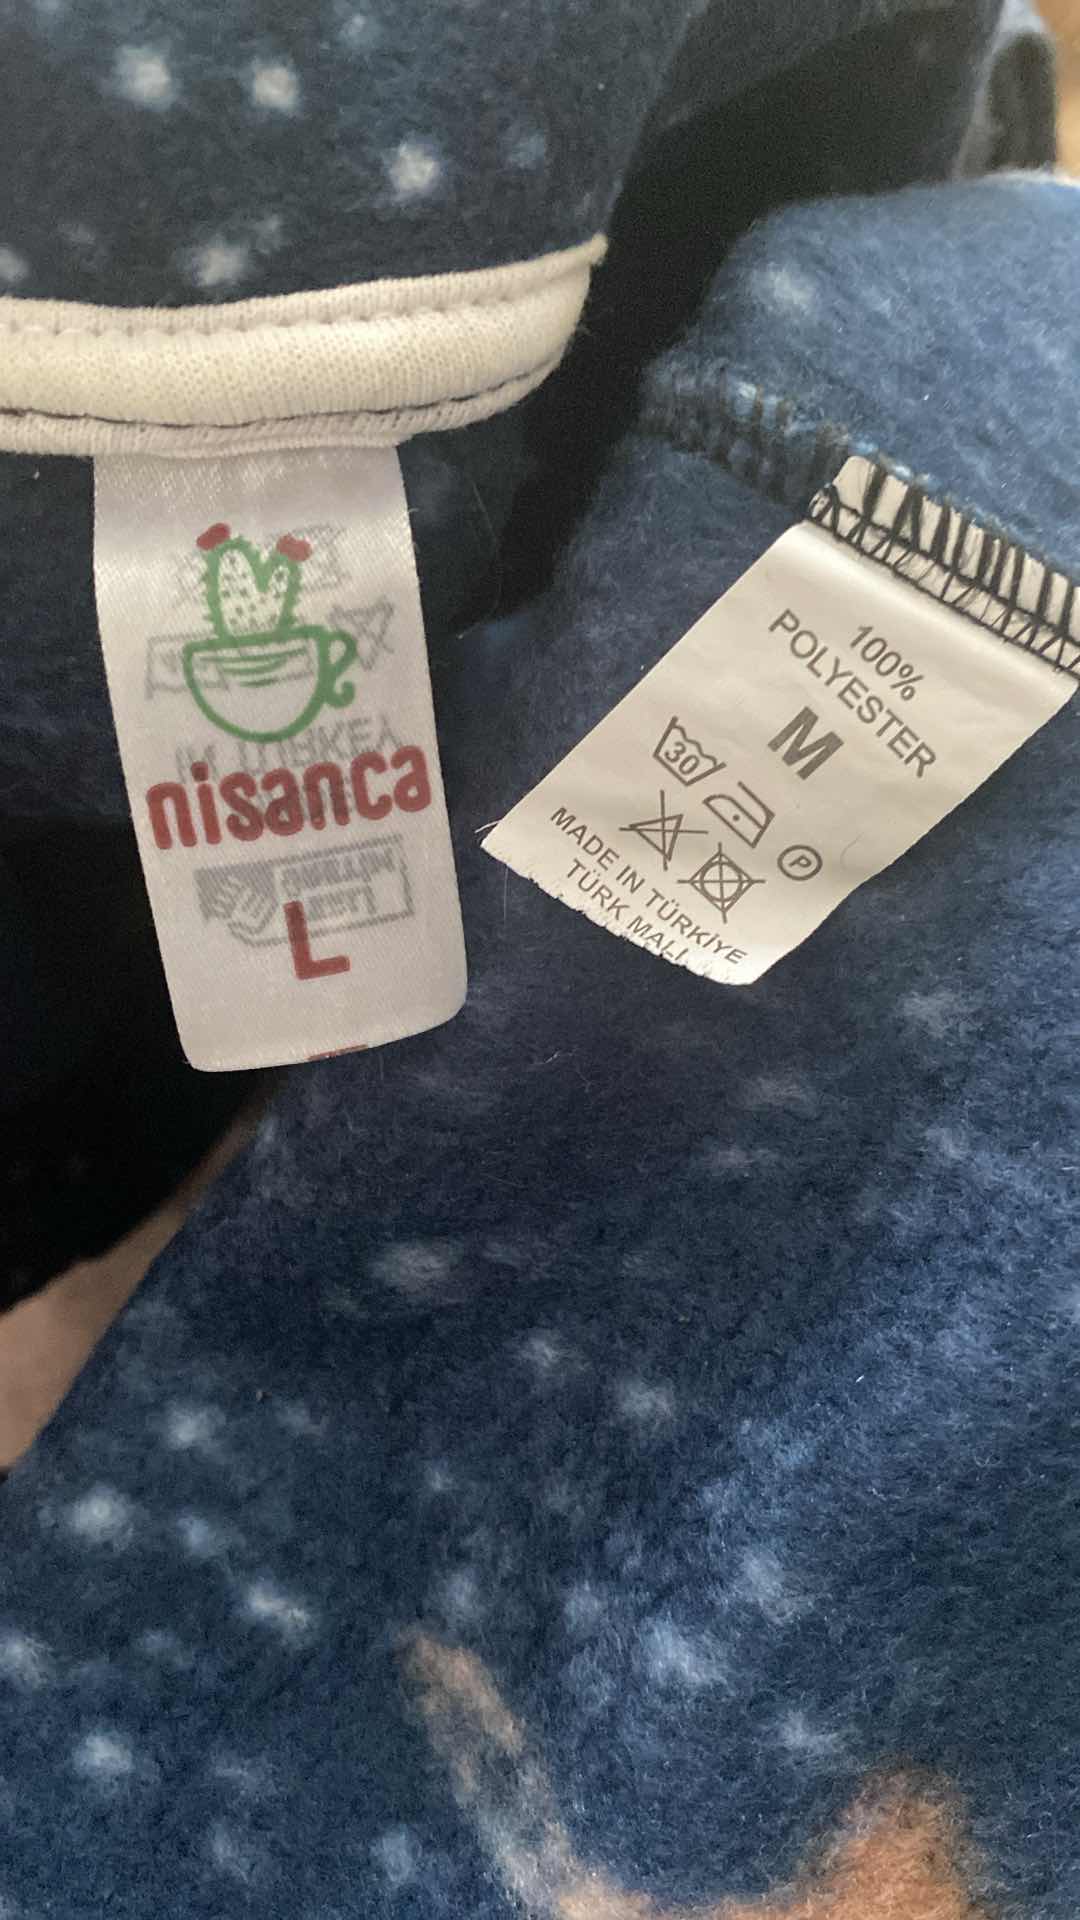 nisanca
L
100%
POLYESTER
M
30
P
MADE IN TÜRKİYE
TÜRK MALI